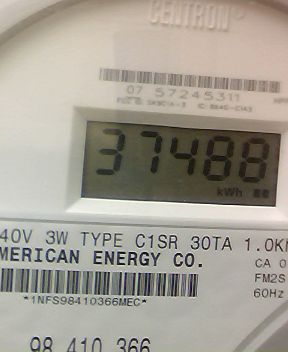 CENTRON®
07 57245311
37488
kWh
40V 3W TYPE C1SR 30TA 1.0K
MERICAN ENERGY CO.
CA 0
FM2S
60Hz
*1NFS98410366MEC*
98 410 366